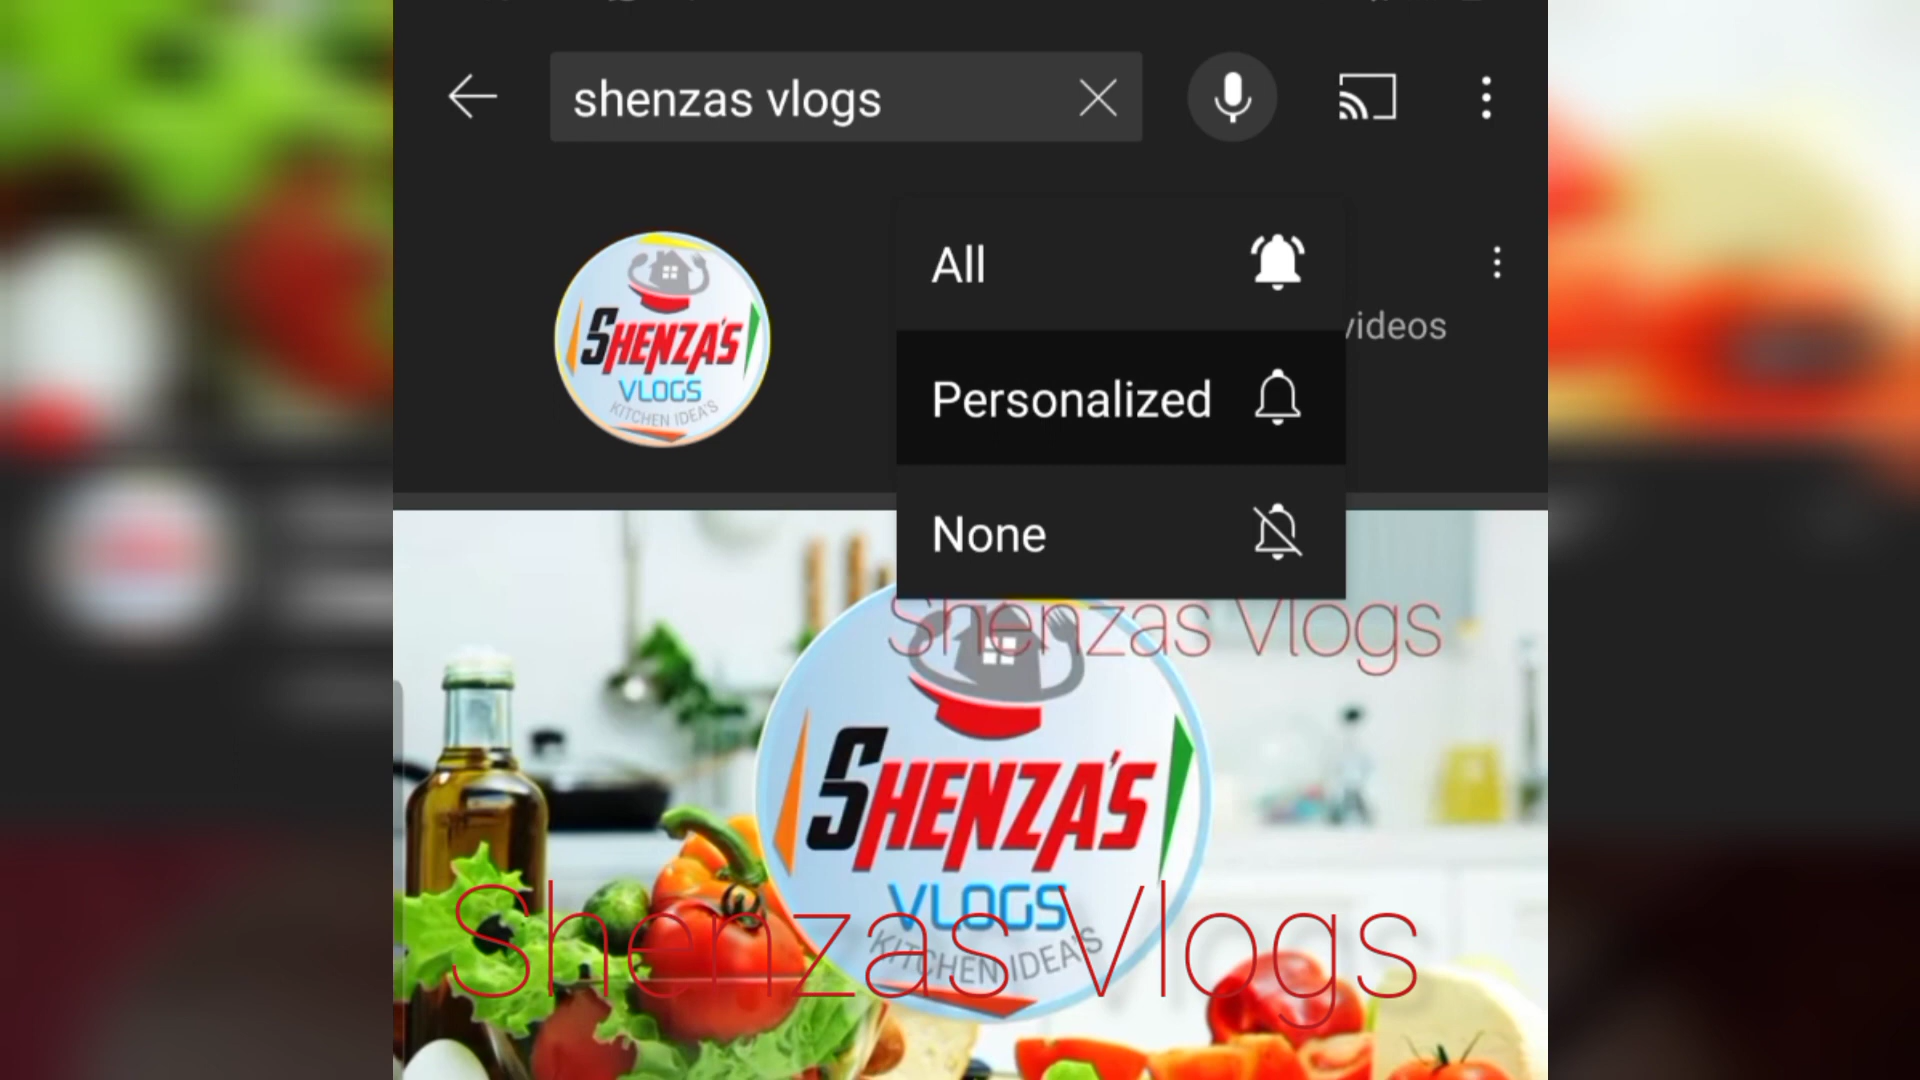 shenzas vlogs
All
videos
Personalized
None
SHENZA'S
VLOGS
KITCHEN IDEA'S
Shenzas Vlogs
SHENZA'S
VLOGS
KITCHEN IDEA'S
Shenzas Vlogs